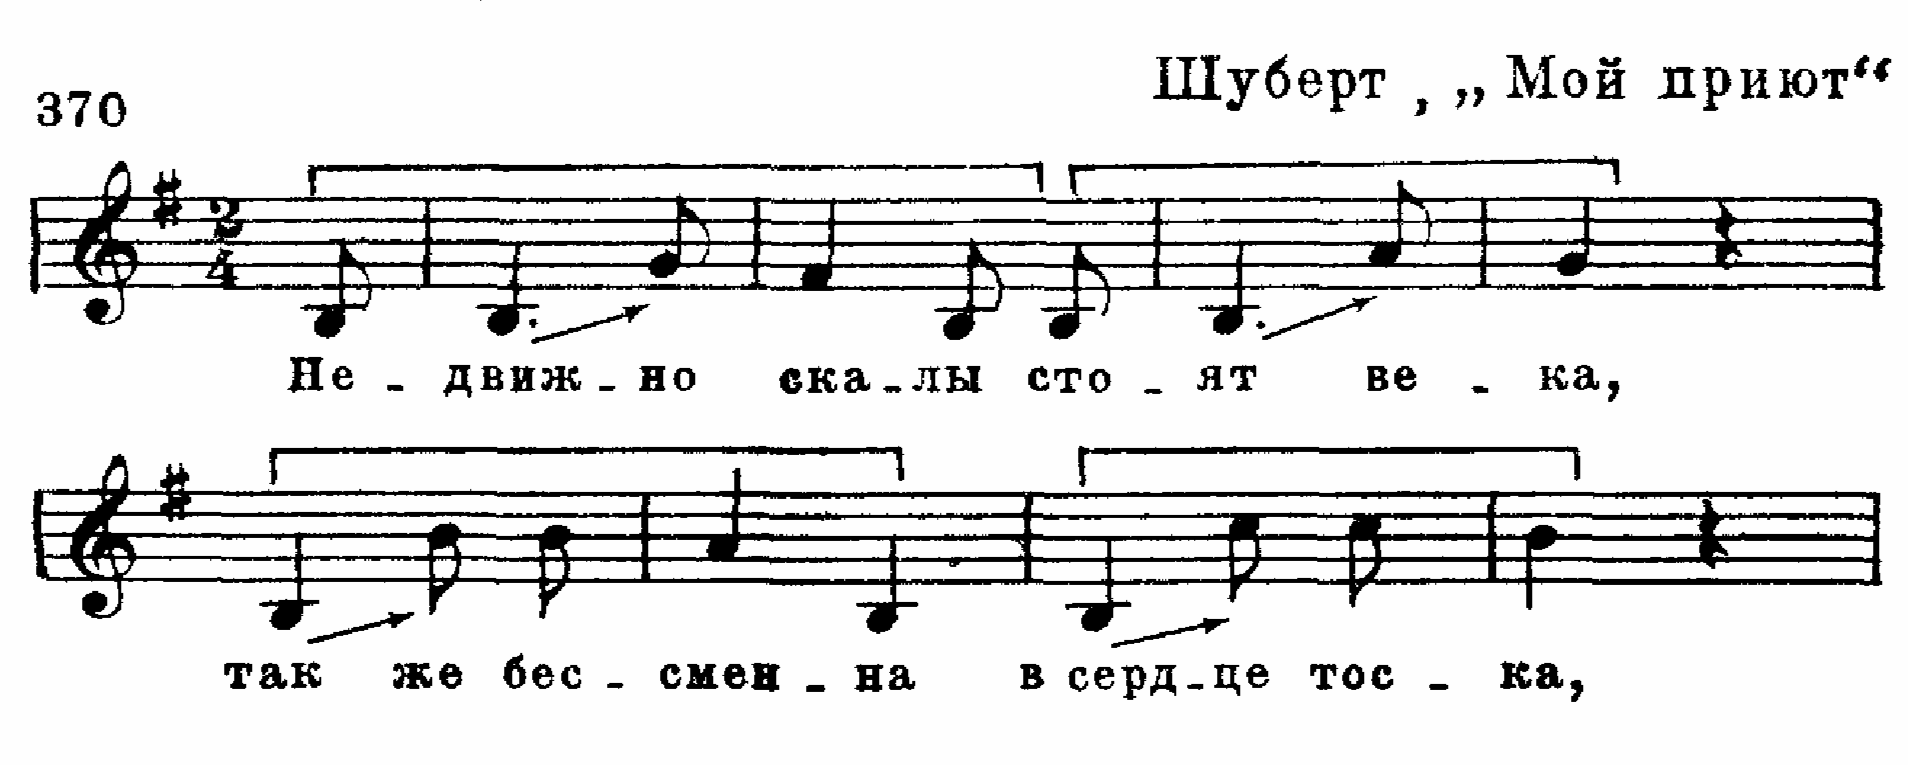 Шуберт, „Мой приют“
370
2
4
Не - движ - но ска - лы сто - ят ве - ка,
так же бес - смен - на в серд - це тос - ка,